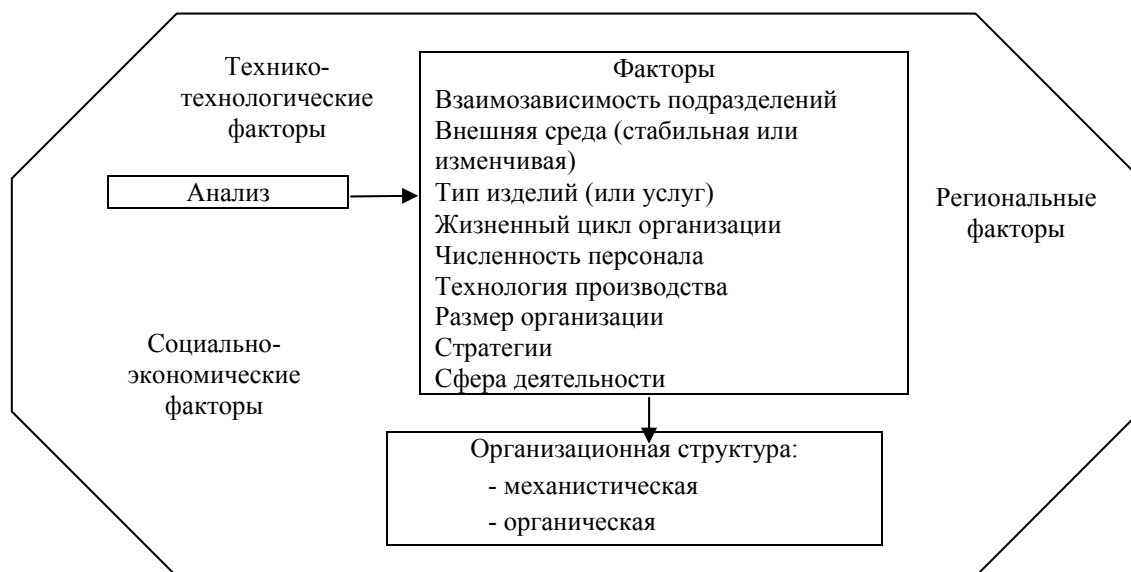 Технико-
технологические
факторы
Анализ
Социально-
экономические
факторы
Факторы
Взаимозависимость подразделений
Внешняя среда (стабильная или
изменчивая)
Тип изделий (или услуг)
Жизненный цикл организации
Численность персонала
Технология производства
Размер организации
Стратегии
Сфера деятельности
Региональные
факторы
Организационная структура:
- механистическая
- органическая